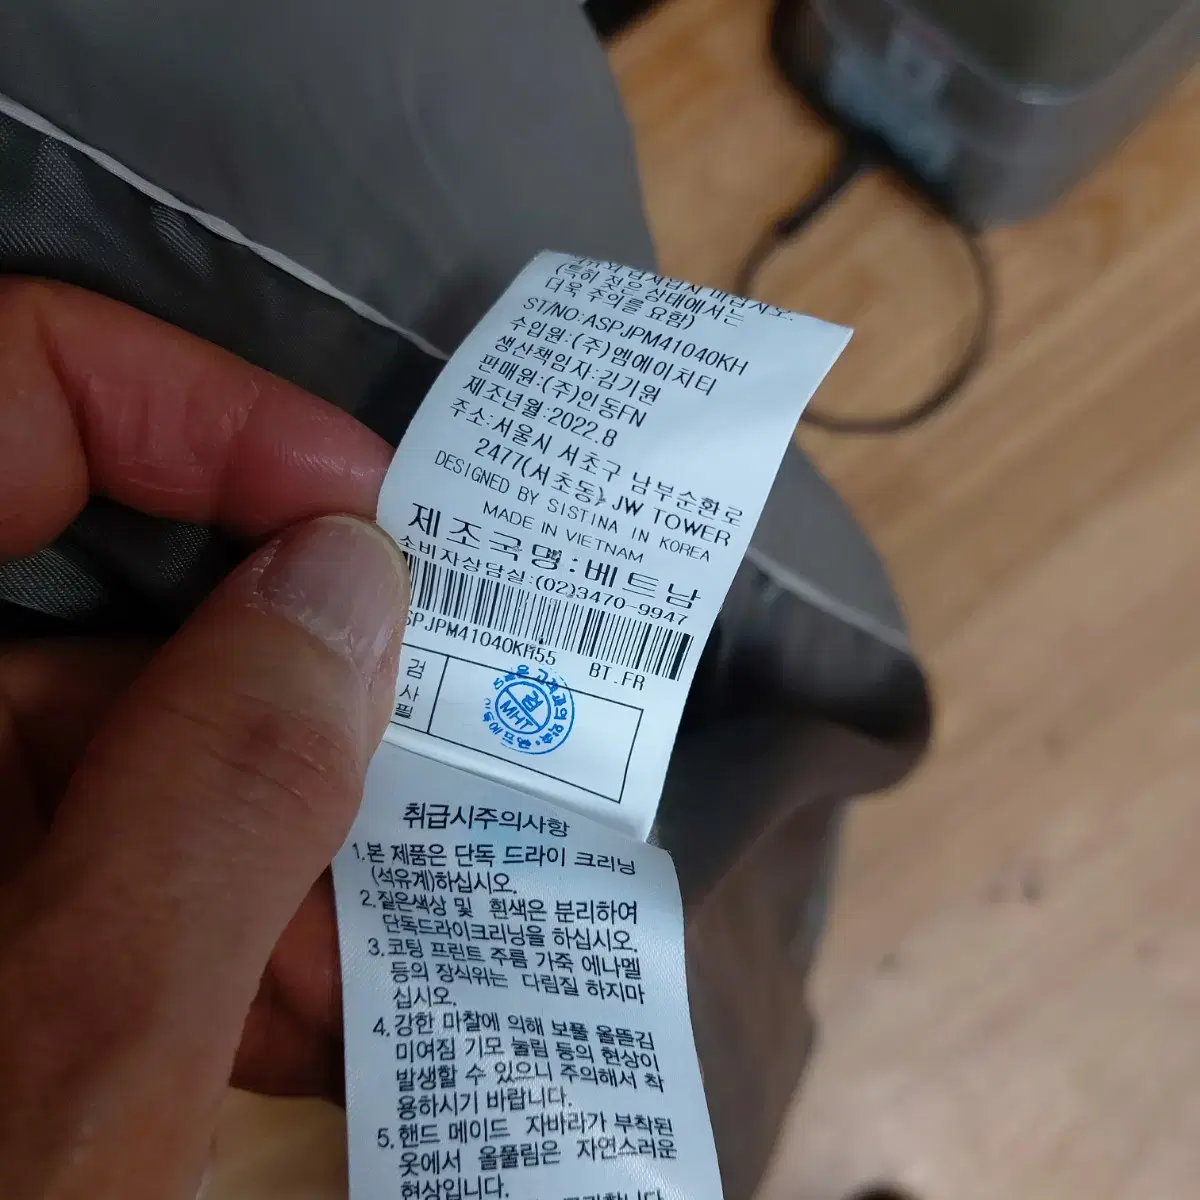 (특히 젖은상태에서는
더욱 주의를 요함)
ST/NO:ASPJPM41040KH
수입원:(주)엠에이치티
생산책임자:김기원
판매원:(주)인동FN
제조년월:2022.8
주소:서울시 서초구 남부순환로
2477(서초동) JW TOWER
DESIGNED BY SISTINA IN KOREA
MADE IN VIETNAM
제조국명:베트남
소비자상담실:(02)3470-9947
SPJPM41040KH55 BT.FR
검
사
필
검
MHT
취급시주의사항
1.본 제품은 단독 드라이 크리닝
(석유계)하십시오.
2.짙은색상 및 흰색은 분리하여
단독드라이크리닝을 하십시오.
3.코팅 프린트 주름 가죽 에나멜
등의 장식위는 다림질 하지마
십시오.
4.강한 마찰에 의해 보풀 올뜯김
미여짐 기모 눌림 등의 현상이
발생할 수 있으니 주의해서 착
용하시기 바랍니다.
5.핸드 메이드 자바라가 부착된
옷에서 올풀림은 자연스러운
현상입니다.